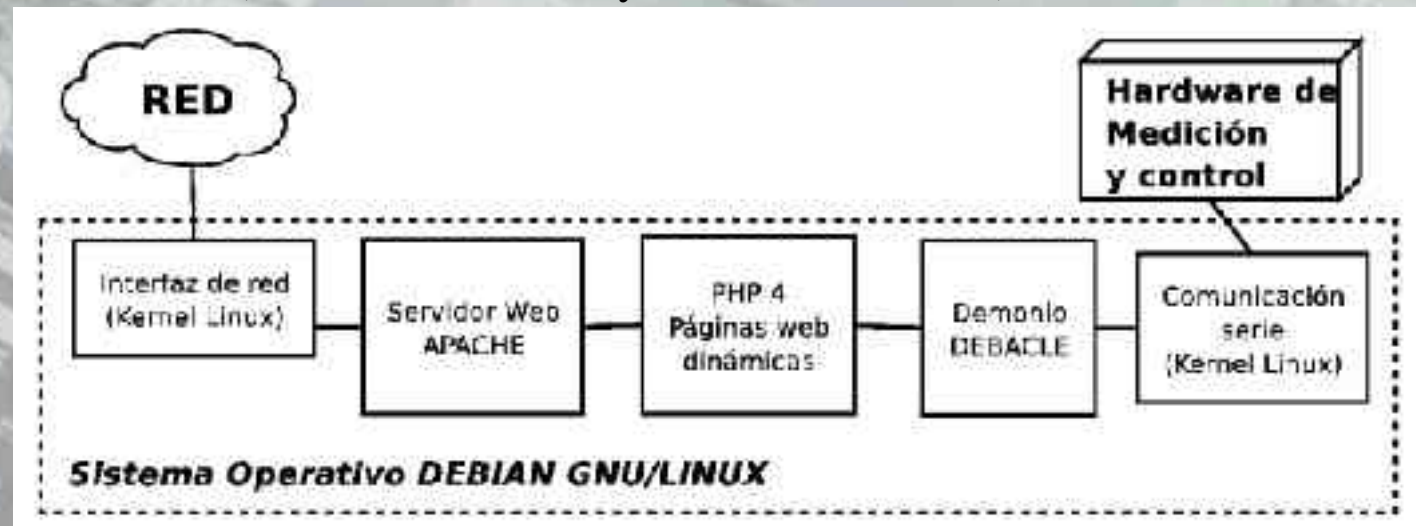 RED
Hardware de
Medición
y control
Interfaz de red
(Kernel Linux)
Servidor Web
APACHE
PHP 4
Páginas web
dinámicas
Demonio
DEBACLE
Comunicación
serie
(Kernel Linux)
Sistema Operativo DEBIAN GNU/LINUX